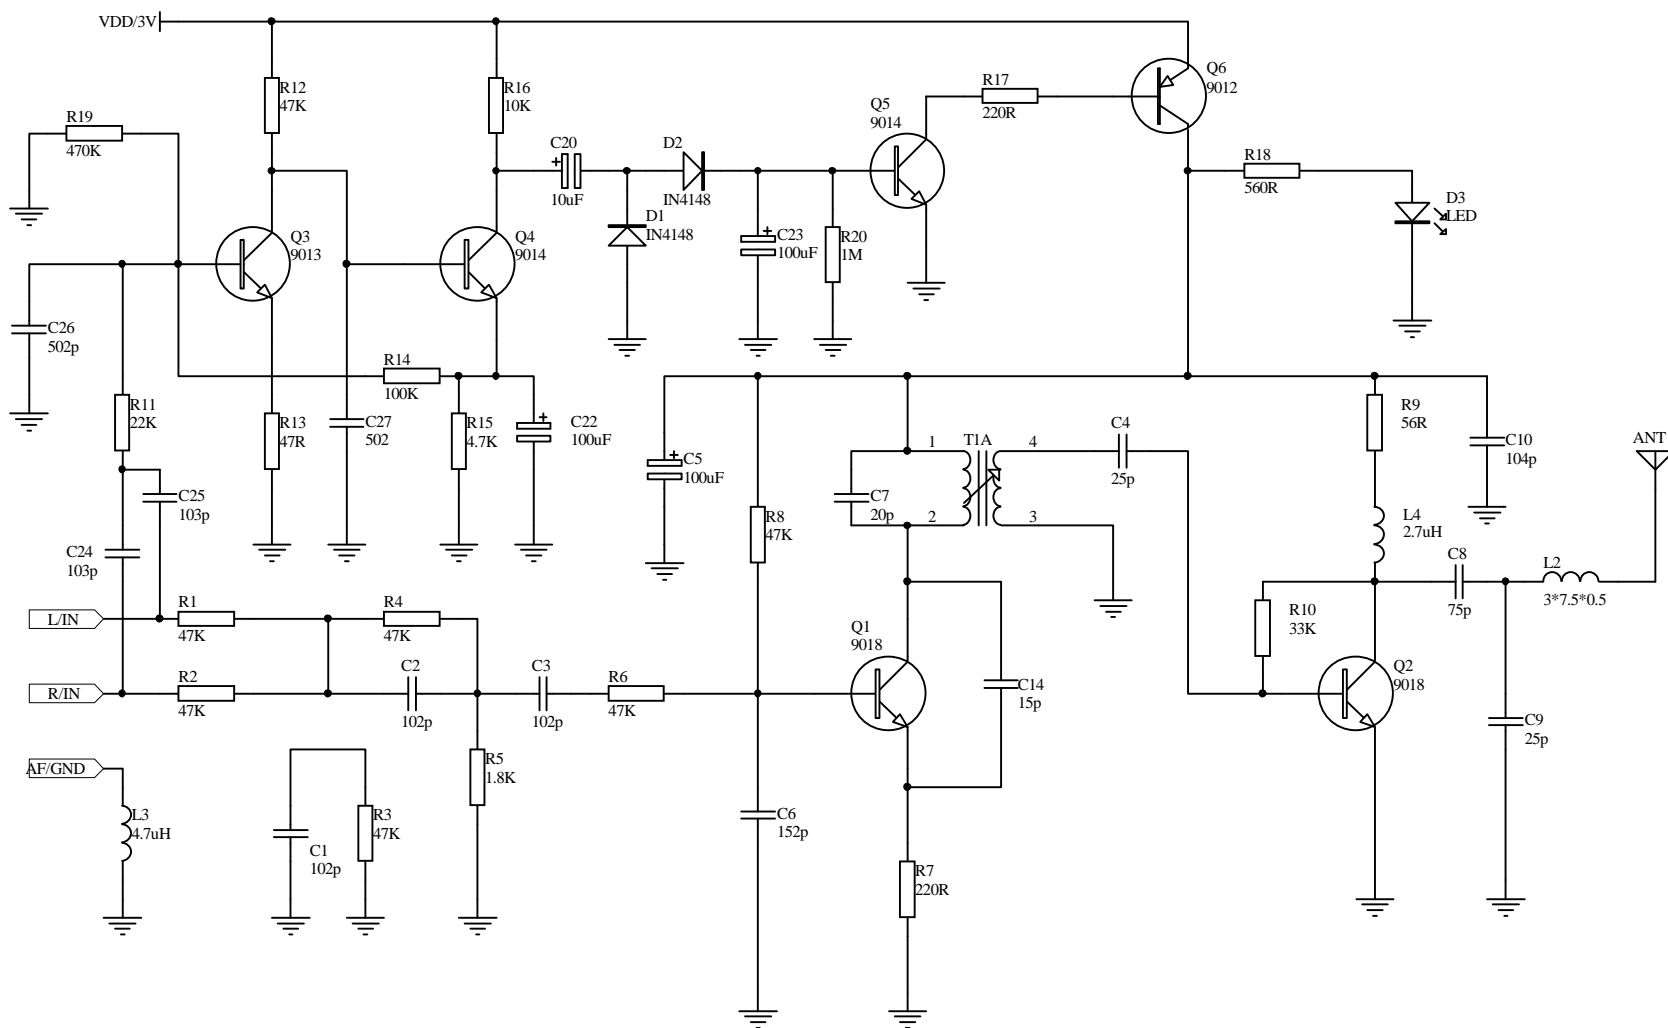 VDD/3V
R12
47K
R16
10K
R17
220R
Q6
9012
R19
470K
C20
+
10uF
D2
IN4148
Q5
9014
R18
560R
D3
LED
D1
IN4148
Q3
9013
Q4
9014
+
C23
100uF
R20
1M
C26
502p
R14
100K
R11
22K
R13
47R
C27
502
R15
4.7K
+
C22
100uF
+
C5
100uF
1
T1A
4
C4
25p
R9
56R
C10
104p
ANT
C25
103p
C24
103p
R8
47K
C7
20p
2
3
L4
2.7uH
C8
75p
L2
3*7.5*0.5
L/IN
R1
47K
R4
47K
Q1
9018
R10
33K
R/IN
R2
47K
C2
102p
C3
102p
R6
47K
C14
15p
Q2
9018
C9
25p
AF/GND
L3
4.7uH
C1
102p
R3
47K
R5
1.8K
C6
152p
R7
220R